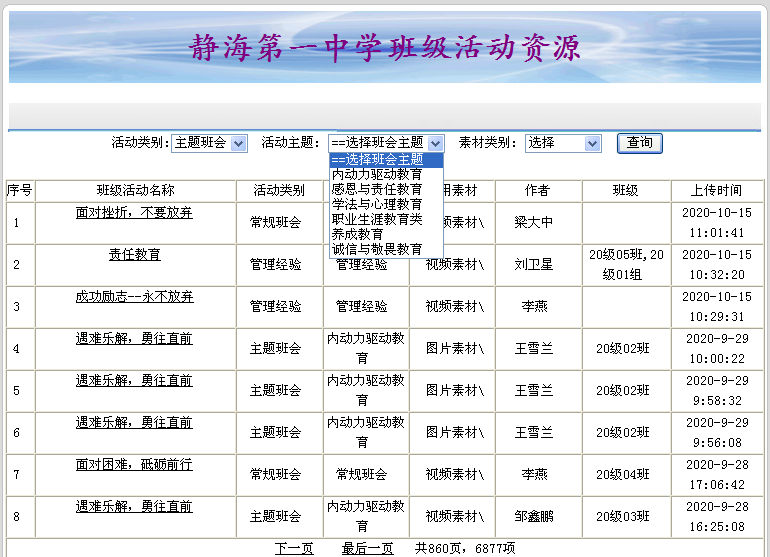 静海第一中学班级活动资源
活动类别: 主题班会 活动主题: ==选择班会主题 素材类别: 选择 查询
==选择班会主题
内动力驱动教育
感恩与责任教育
学法与心理教育
职业生涯教育类
养成教育
诚信与敬畏教育
序号 班级活动名称 活动类别 用素材 作者 班级 上传时间
1 面对挫折，不要放弃 常规班会 梁大中 2020-10-15
11:01:41
2 责任教育 管理经验 管理经验 视频素材\ 刘卫星 20级05班,20
级01组 2020-10-15
10:32:20
3 成功励志--永不放弃 管理经验 管理经验 视频素材\ 李燕 2020-10-15
10:29:31
4 遇难乐解，勇往直前 主题班会 内动力驱动教
育 图片素材\ 王雪兰 20级02班 2020-9-29
10:00:22
5 遇难乐解，勇往直前 主题班会 内动力驱动教
育 图片素材\ 王雪兰 20级02班 2020-9-29
9:58:32
6 遇难乐解，勇往直前 主题班会 内动力驱动教
育 图片素材\ 王雪兰 20级02班 2020-9-29
9:56:08
7 面对困难，砥砺前行 常规班会 常规班会 视频素材\ 李燕 20级04班 2020-9-28
17:06:42
8 遇难乐解，勇往直前 主题班会 内动力驱动教
育 视频素材\ 邹鑫鹏 20级03班 2020-9-28
16:25:08
下一页 最后一页 共860页，6877项